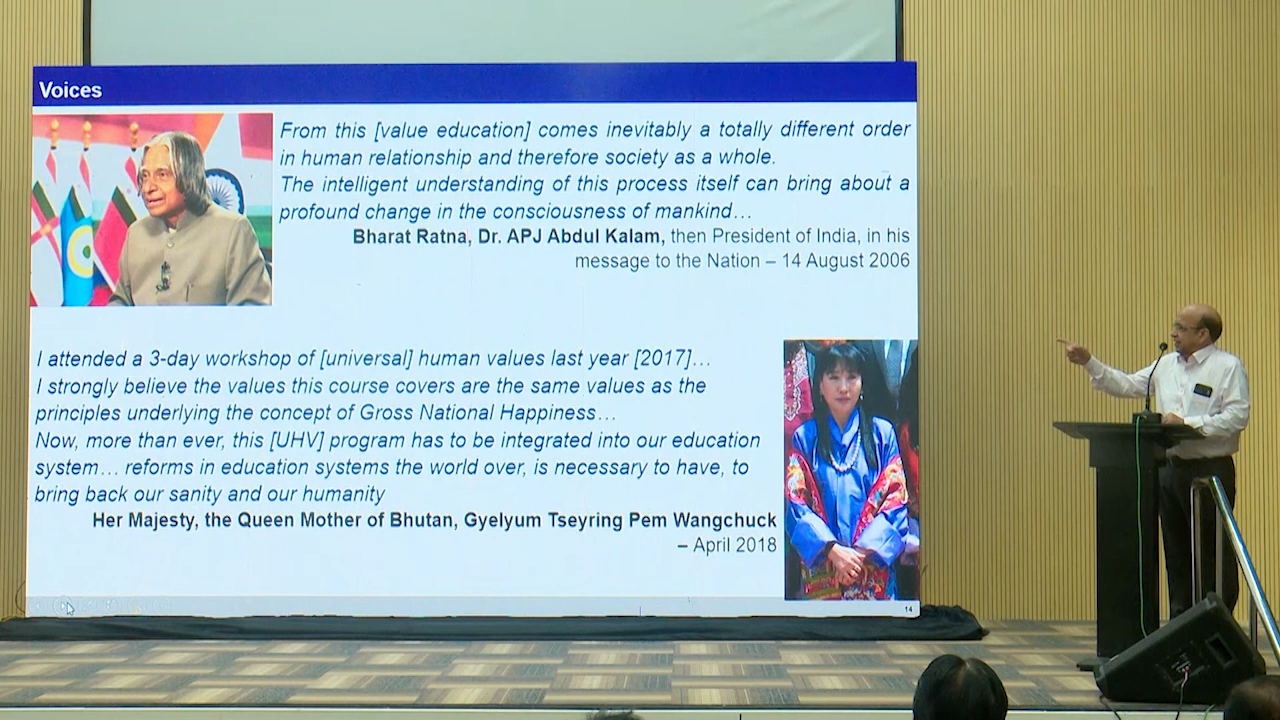 Voices
From this [value education] comes inevitably a totally different order
in human relationship and therefore society as a whole.
The intelligent understanding of this process itself can bring about a
profound change in the consciousness of mankind…
Bharat Ratna, Dr. APJ Abdul Kalam, then President of India, in his
message to the Nation – 14 August 2006
I attended a 3-day workshop of [universal] human values last year [2017]…
I strongly believe the values this course covers are the same values as the
principles underlying the concept of Gross National Happiness…
Now, more than ever, this [UHV] program has to be integrated into our education
system… reforms in education systems the world over, is necessary to have, to
bring back our sanity and our humanity
Her Majesty, the Queen Mother of Bhutan, Gyelyum Tseyring Pem Wangchuck
– April 2018
14